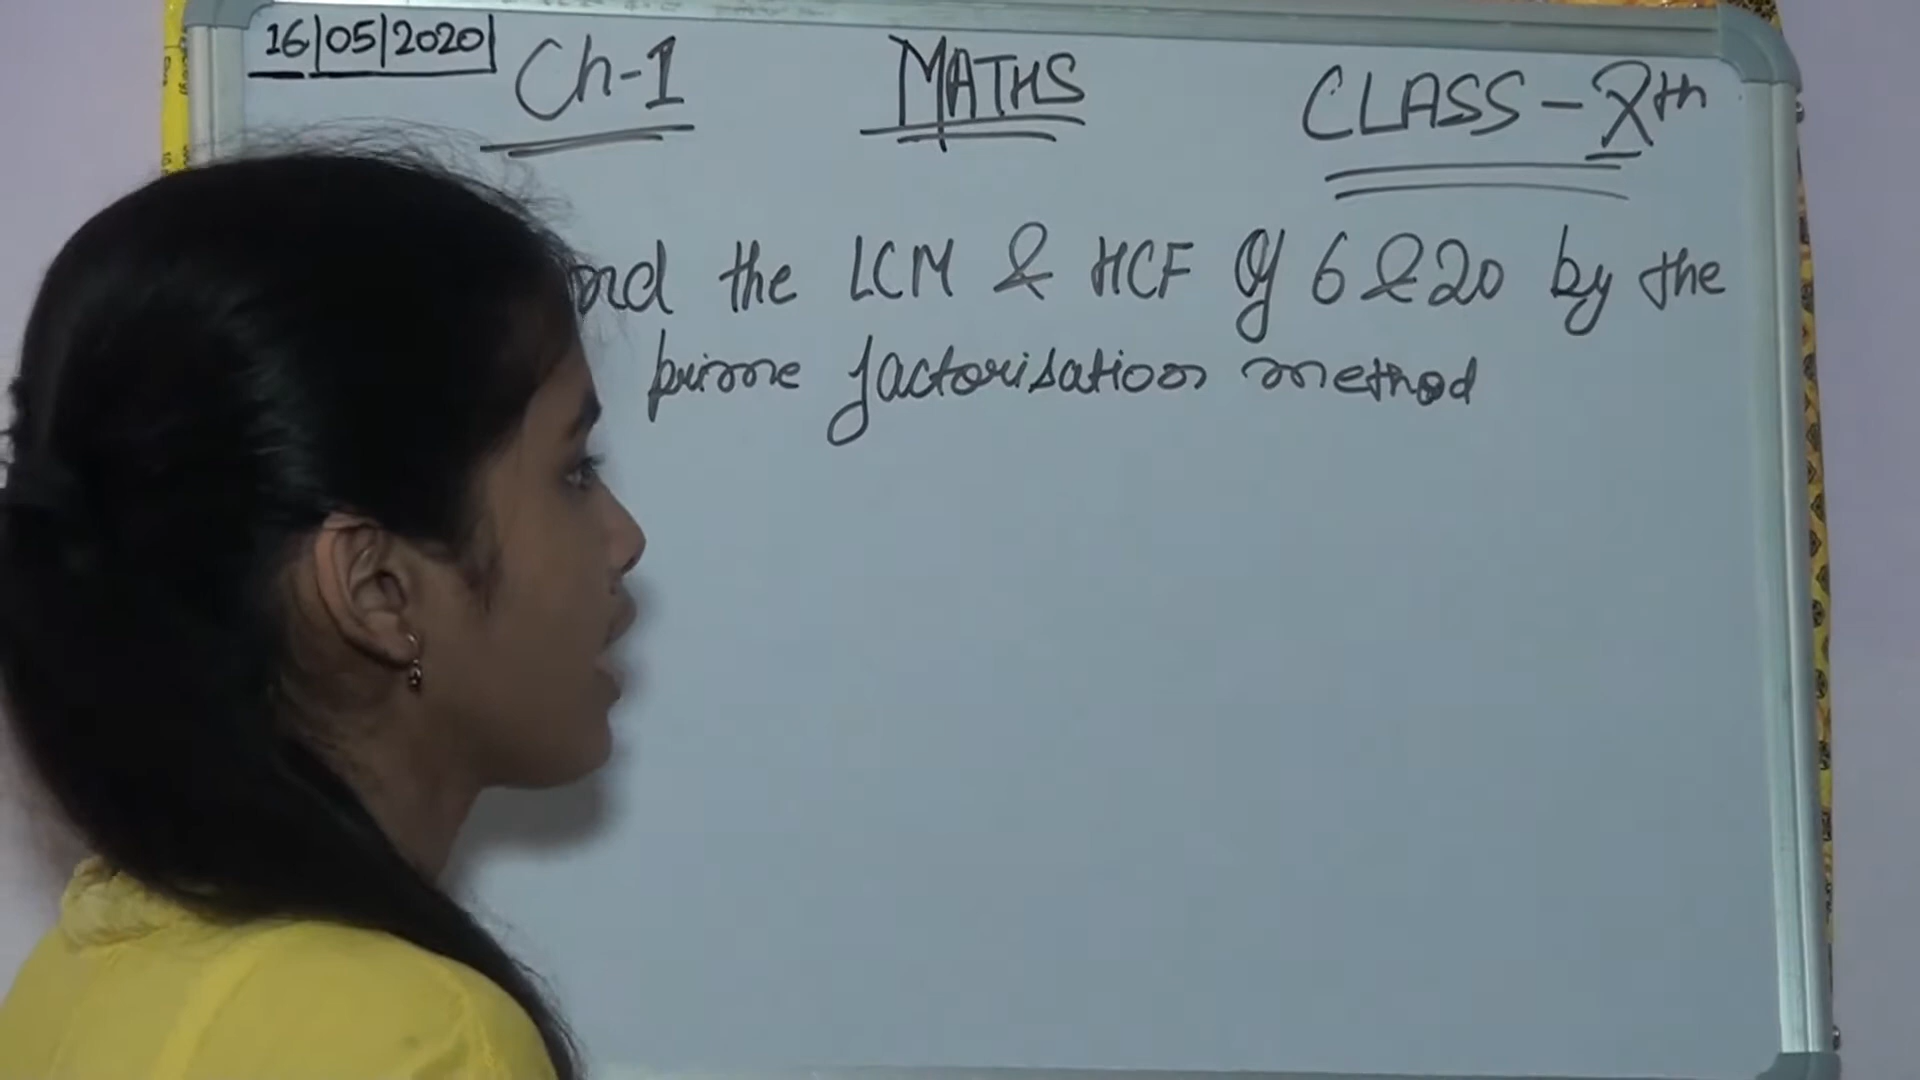 16/05/2020 Ch-1 MATHS CLASS - Xth
the LCM & HCF Of 6 & 20 by the
prime factorisation method